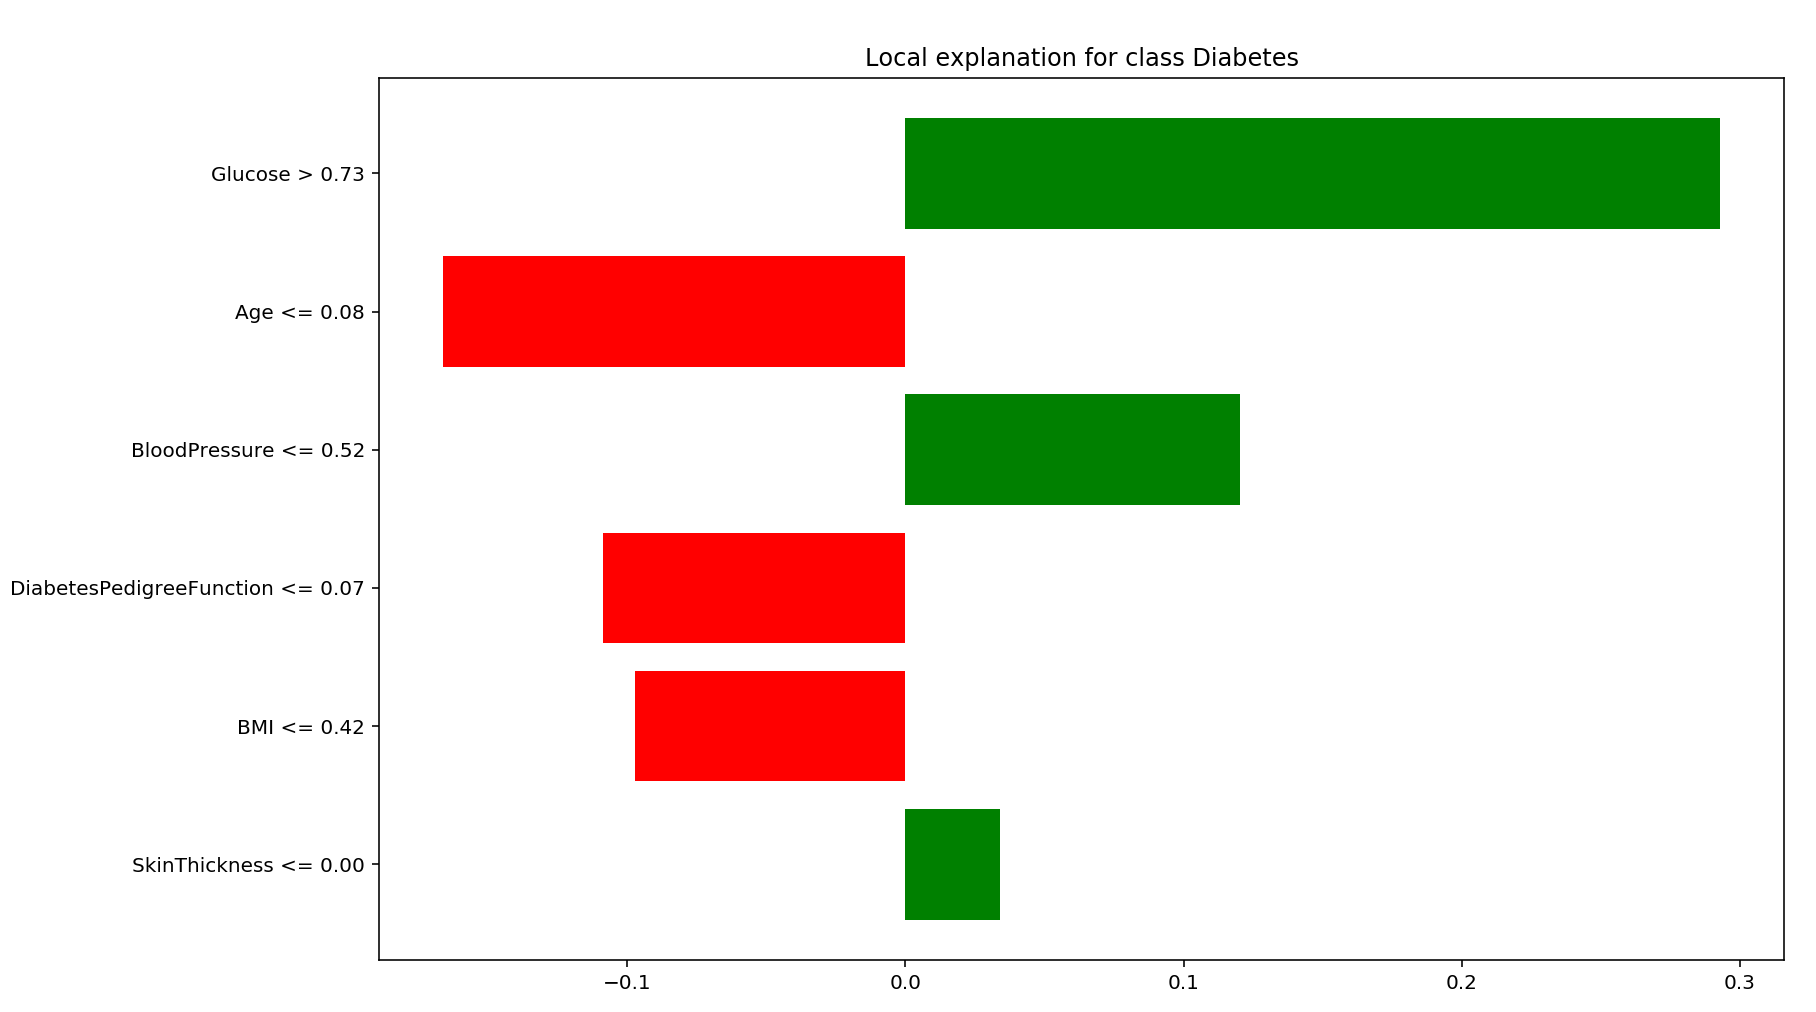 Local explanation for class Diabetes
Glucose > 0.73
Age <= 0.08
BloodPressure <= 0.52
DiabetesPedigreeFunction <= 0.07
BMI <= 0.42
SkinThickness <= 0.00
−0.1 0.0 0.1 0.2 0.3